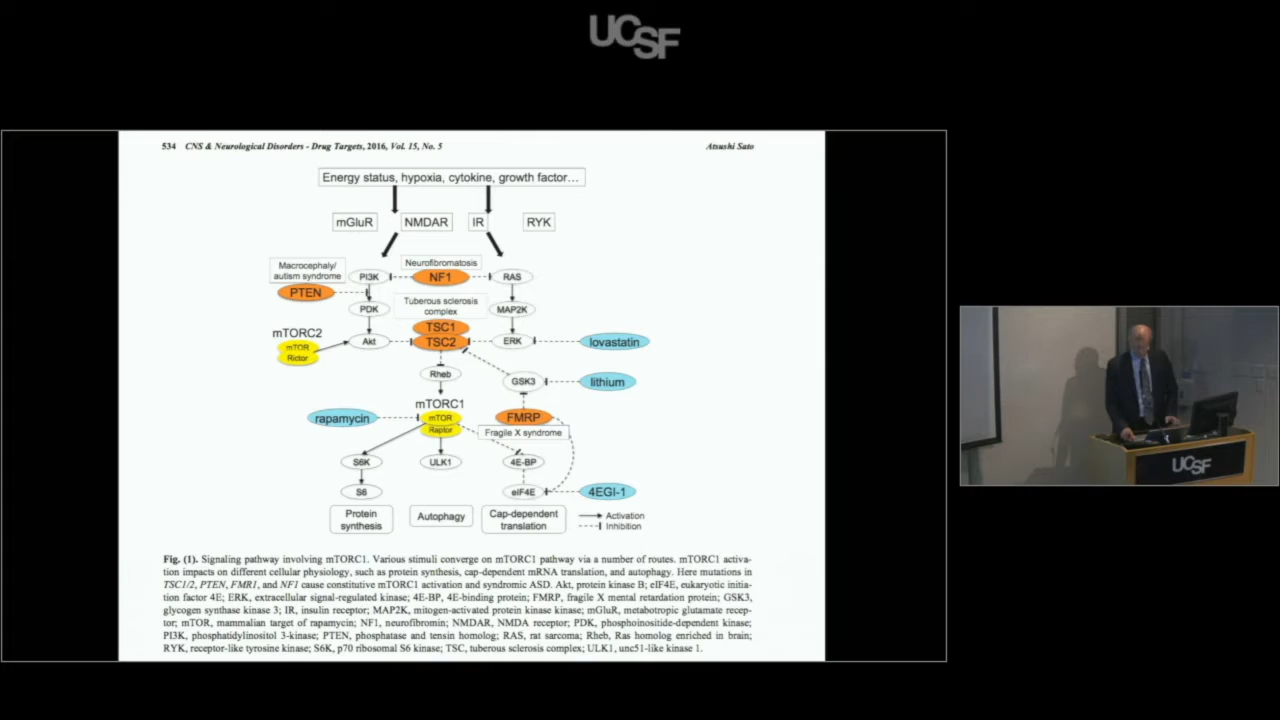 UCSF
534 CNS & Neurological Disorders - Drug Targets, 2016, Vol. 15, No. 5
Atsushi Sato
Energy status, hypoxia, cytokine, growth factor…
mGluR
NMDAR
IR
RYK
Macrocephaly/
autism syndrome
PI3K
Neurofibromatosis
NF1
RAS
PTEN
PDK
Tuberous sclerosis
complex
MAP2K
TSC1
TSC2
mTORC2
mTOR
Rictor
Akt
ERK
lovastatin
Rheb
GSK3
lithium
mTORC1
rapamycin
mTOR
Raptor
FMRP
Fragile X syndrome
S6K
ULK1
4E-BP
S6
eIF4E
4EGI-1
Protein
synthesis
Autophagy
Cap-dependent
translation
Activation
Inhibition
Fig. (1). Signaling pathway involving mTORC1. Various stimuli converge on mTORC1 pathway via a number of routes. mTORC1 activa-
tion impacts on different cellular physiology, such as protein synthesis, cap-dependent mRNA translation, and autophagy. Here mutations in
TSC1/2, PTEN, FMR1, and NF1 cause constitutive mTORC1 activation and syndromic ASD. Akt, protein kinase B; eIF4E, eukaryotic initia-
tion factor 4E; ERK, extracellular signal-regulated kinase; 4E-BP, 4E-binding protein; FMRP, fragile X mental retardation protein; GSK3,
glycogen synthase kinase 3; IR, insulin receptor; MAP2K, mitogen-activated protein kinase kinase; mGluR, metabotropic glutamate recep-
tor; mTOR, mammalian target of rapamycin; NF1, neurofibromin; NMDAR, NMDA receptor; PDK, phosphoinositide-dependent kinase;
PI3K, phosphatidylinositol 3-kinase; PTEN, phosphatase and tensin homolog; RAS, rat sarcoma; Rheb, Ras homolog enriched in brain;
RYK, receptor-like tyrosine kinase; S6K, p70 ribosomal S6 kinase; TSC, tuberous sclerosis complex; ULK1, unc51-like kinase 1.
UCSF